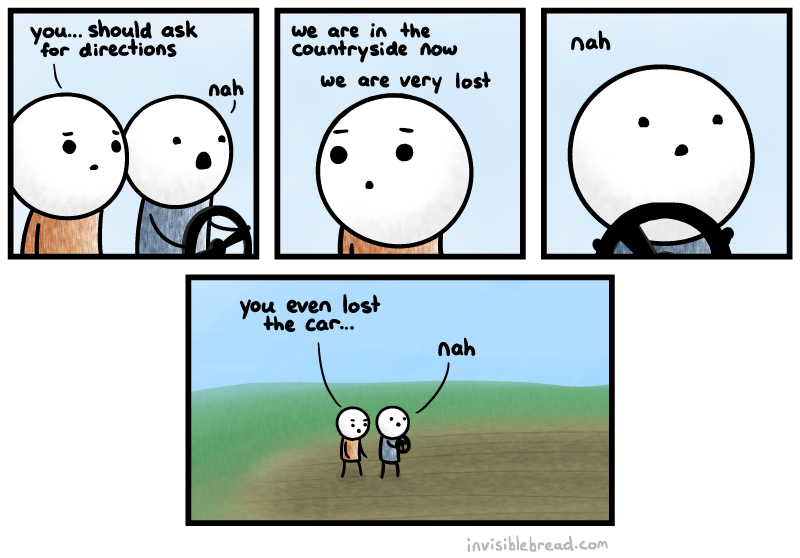 you... should ask
for directions
nah
we are in the
countryside now
we are very lost
nah
you even lost
the car...
nah
invisiblebread.com